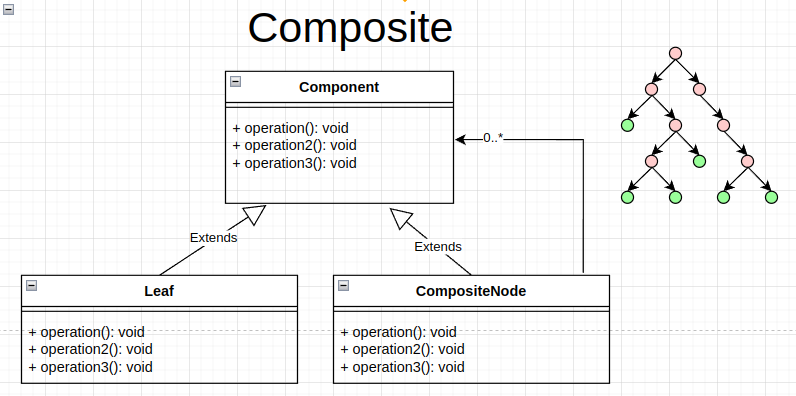 Composite
Component
+ operation(): void
+ operation2(): void
+ operation3(): void
0..*
Extends
Extends
Leaf
+ operation(): void
+ operation2(): void
+ operation3(): void
CompositeNode
+ operation(): void
+ operation2(): void
+ operation3(): void